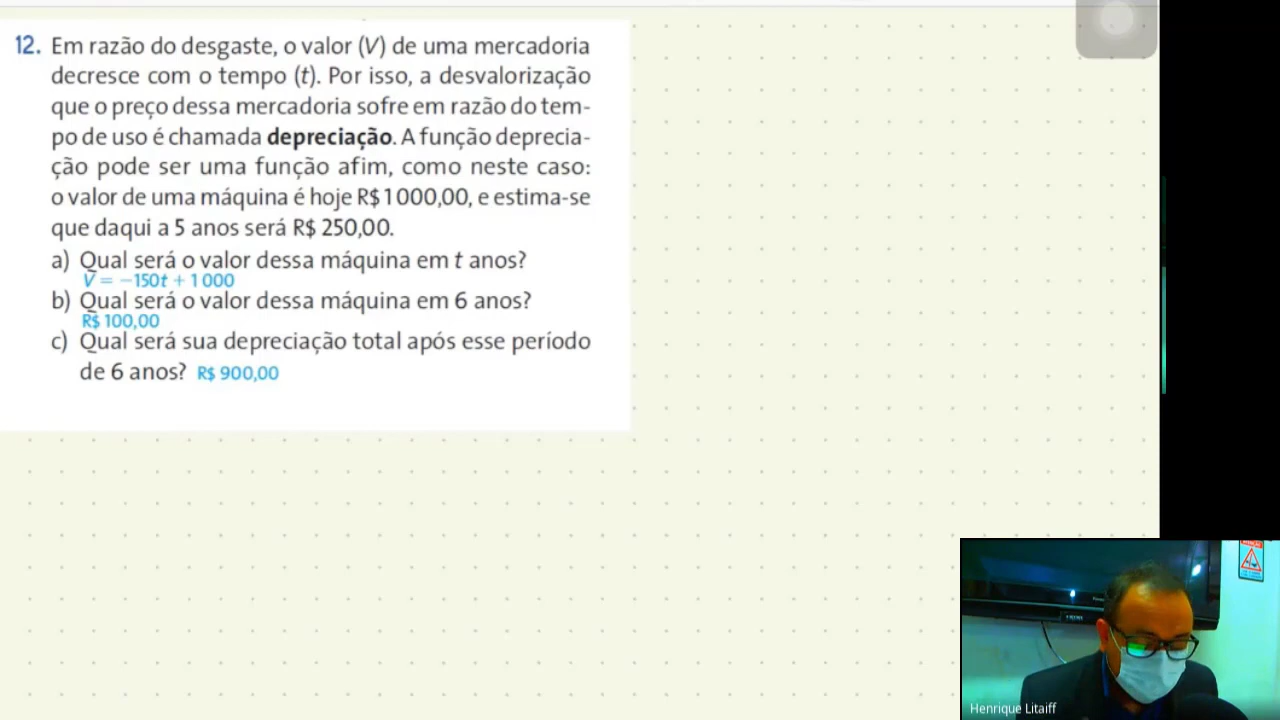 12. Em razão do desgaste, o valor (V) de uma mercadoria
decresce com o tempo (t). Por isso, a desvalorização
que o preço dessa mercadoria sofre em razão do tem-
po de uso é chamada depreciação. A função deprecia-
ção pode ser uma função afim, como neste caso:
o valor de uma máquina é hoje R$ 1 000,00, e estima-se
que daqui a 5 anos será R$ 250,00.
a) Qual será o valor dessa máquina em t anos?
V = −150t + 1 000
b) Qual será o valor dessa máquina em 6 anos?
R$ 100,00
c) Qual será sua depreciação total após esse período
de 6 anos? R$ 900,00
Henrique Litaiff